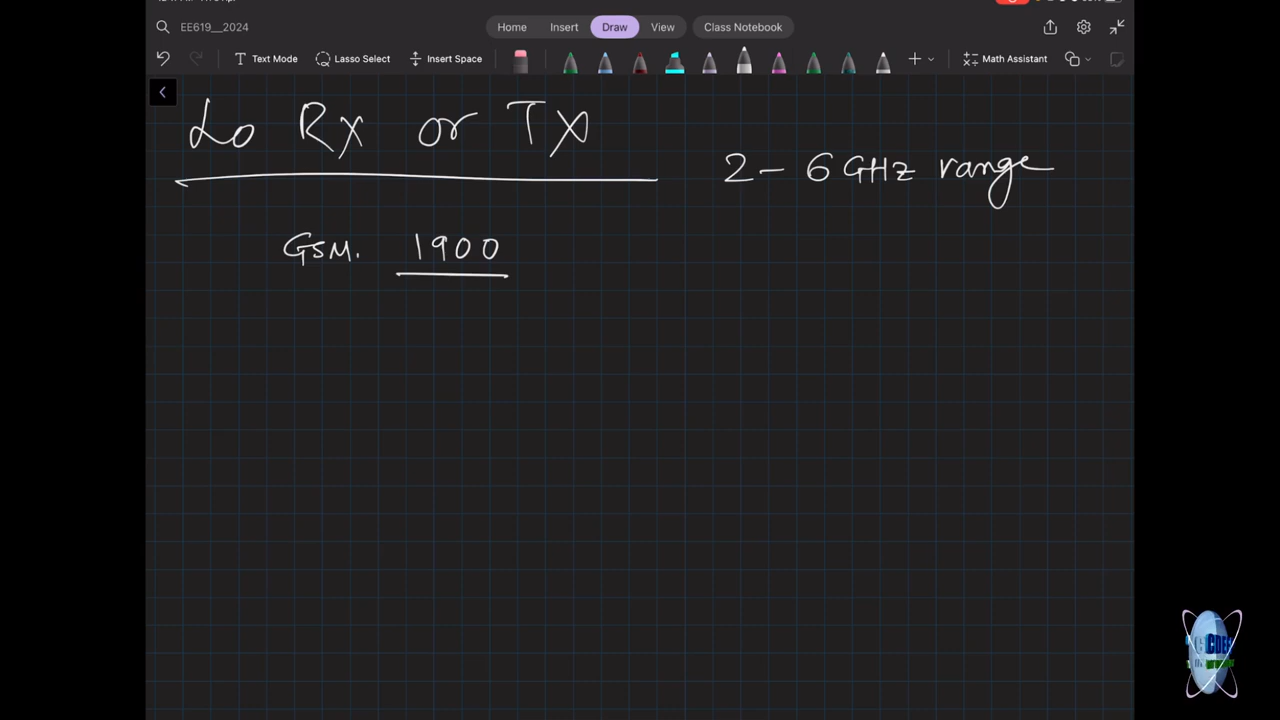 EE619__2024
Home Insert Draw View Class Notebook
Text Mode Lasso Select Insert Space Math Assistant
Lo Rx or TX
2 - 6 GHz range
GSM. 1900